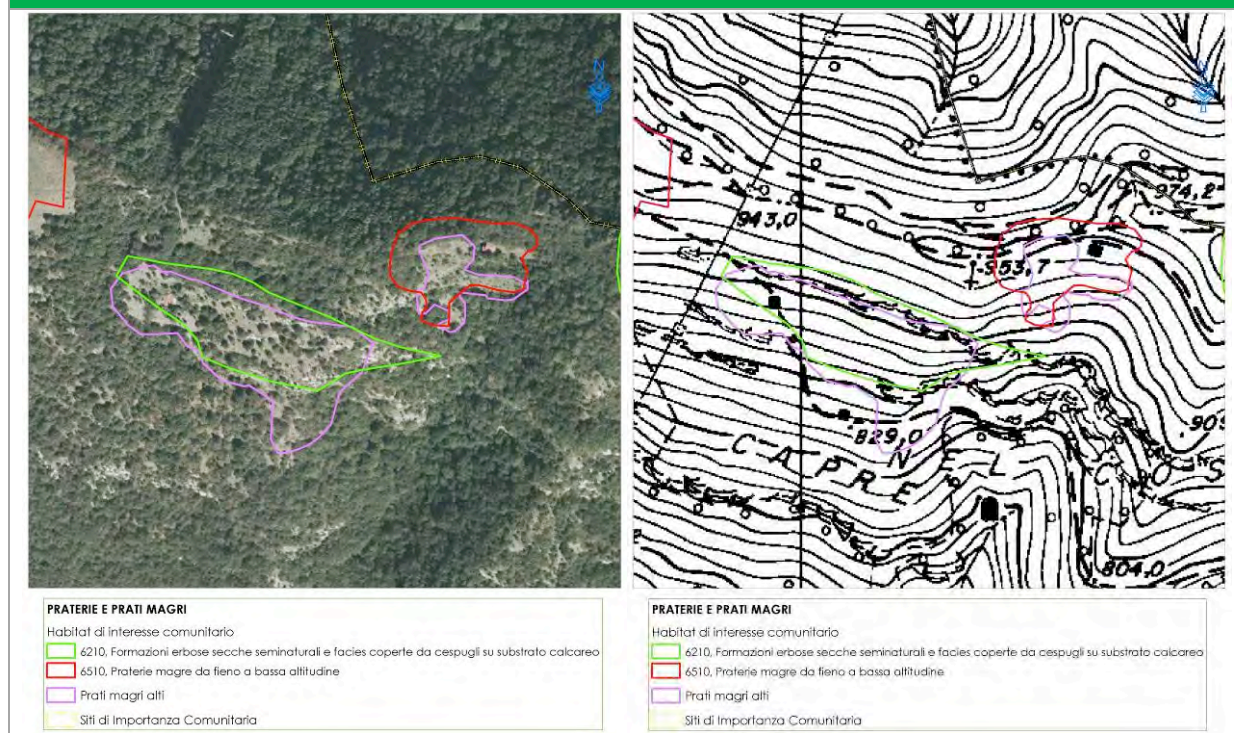 N
N
943,0
974,2
953,7
829,0
CAPRE
NEL
COS
909
804,0
PRATERIE E PRATI MAGRI
Habitat di interesse comunitario
6210, Formazioni erbose secche seminaturali e facies coperte da cespugli su substrato calcareo
6510, Praterie magre da fieno a bassa altitudine
Prati magri alti
Siti di Importanza Comunitaria
PRATERIE E PRATI MAGRI
Habitat di interesse comunitario
6210, Formazioni erbose secche seminaturali e facies coperte da cespugli su substrato calcareo
6510, Praterie magre da fieno a bassa altitudine
Prati magri alti
Siti di Importanza Comunitaria